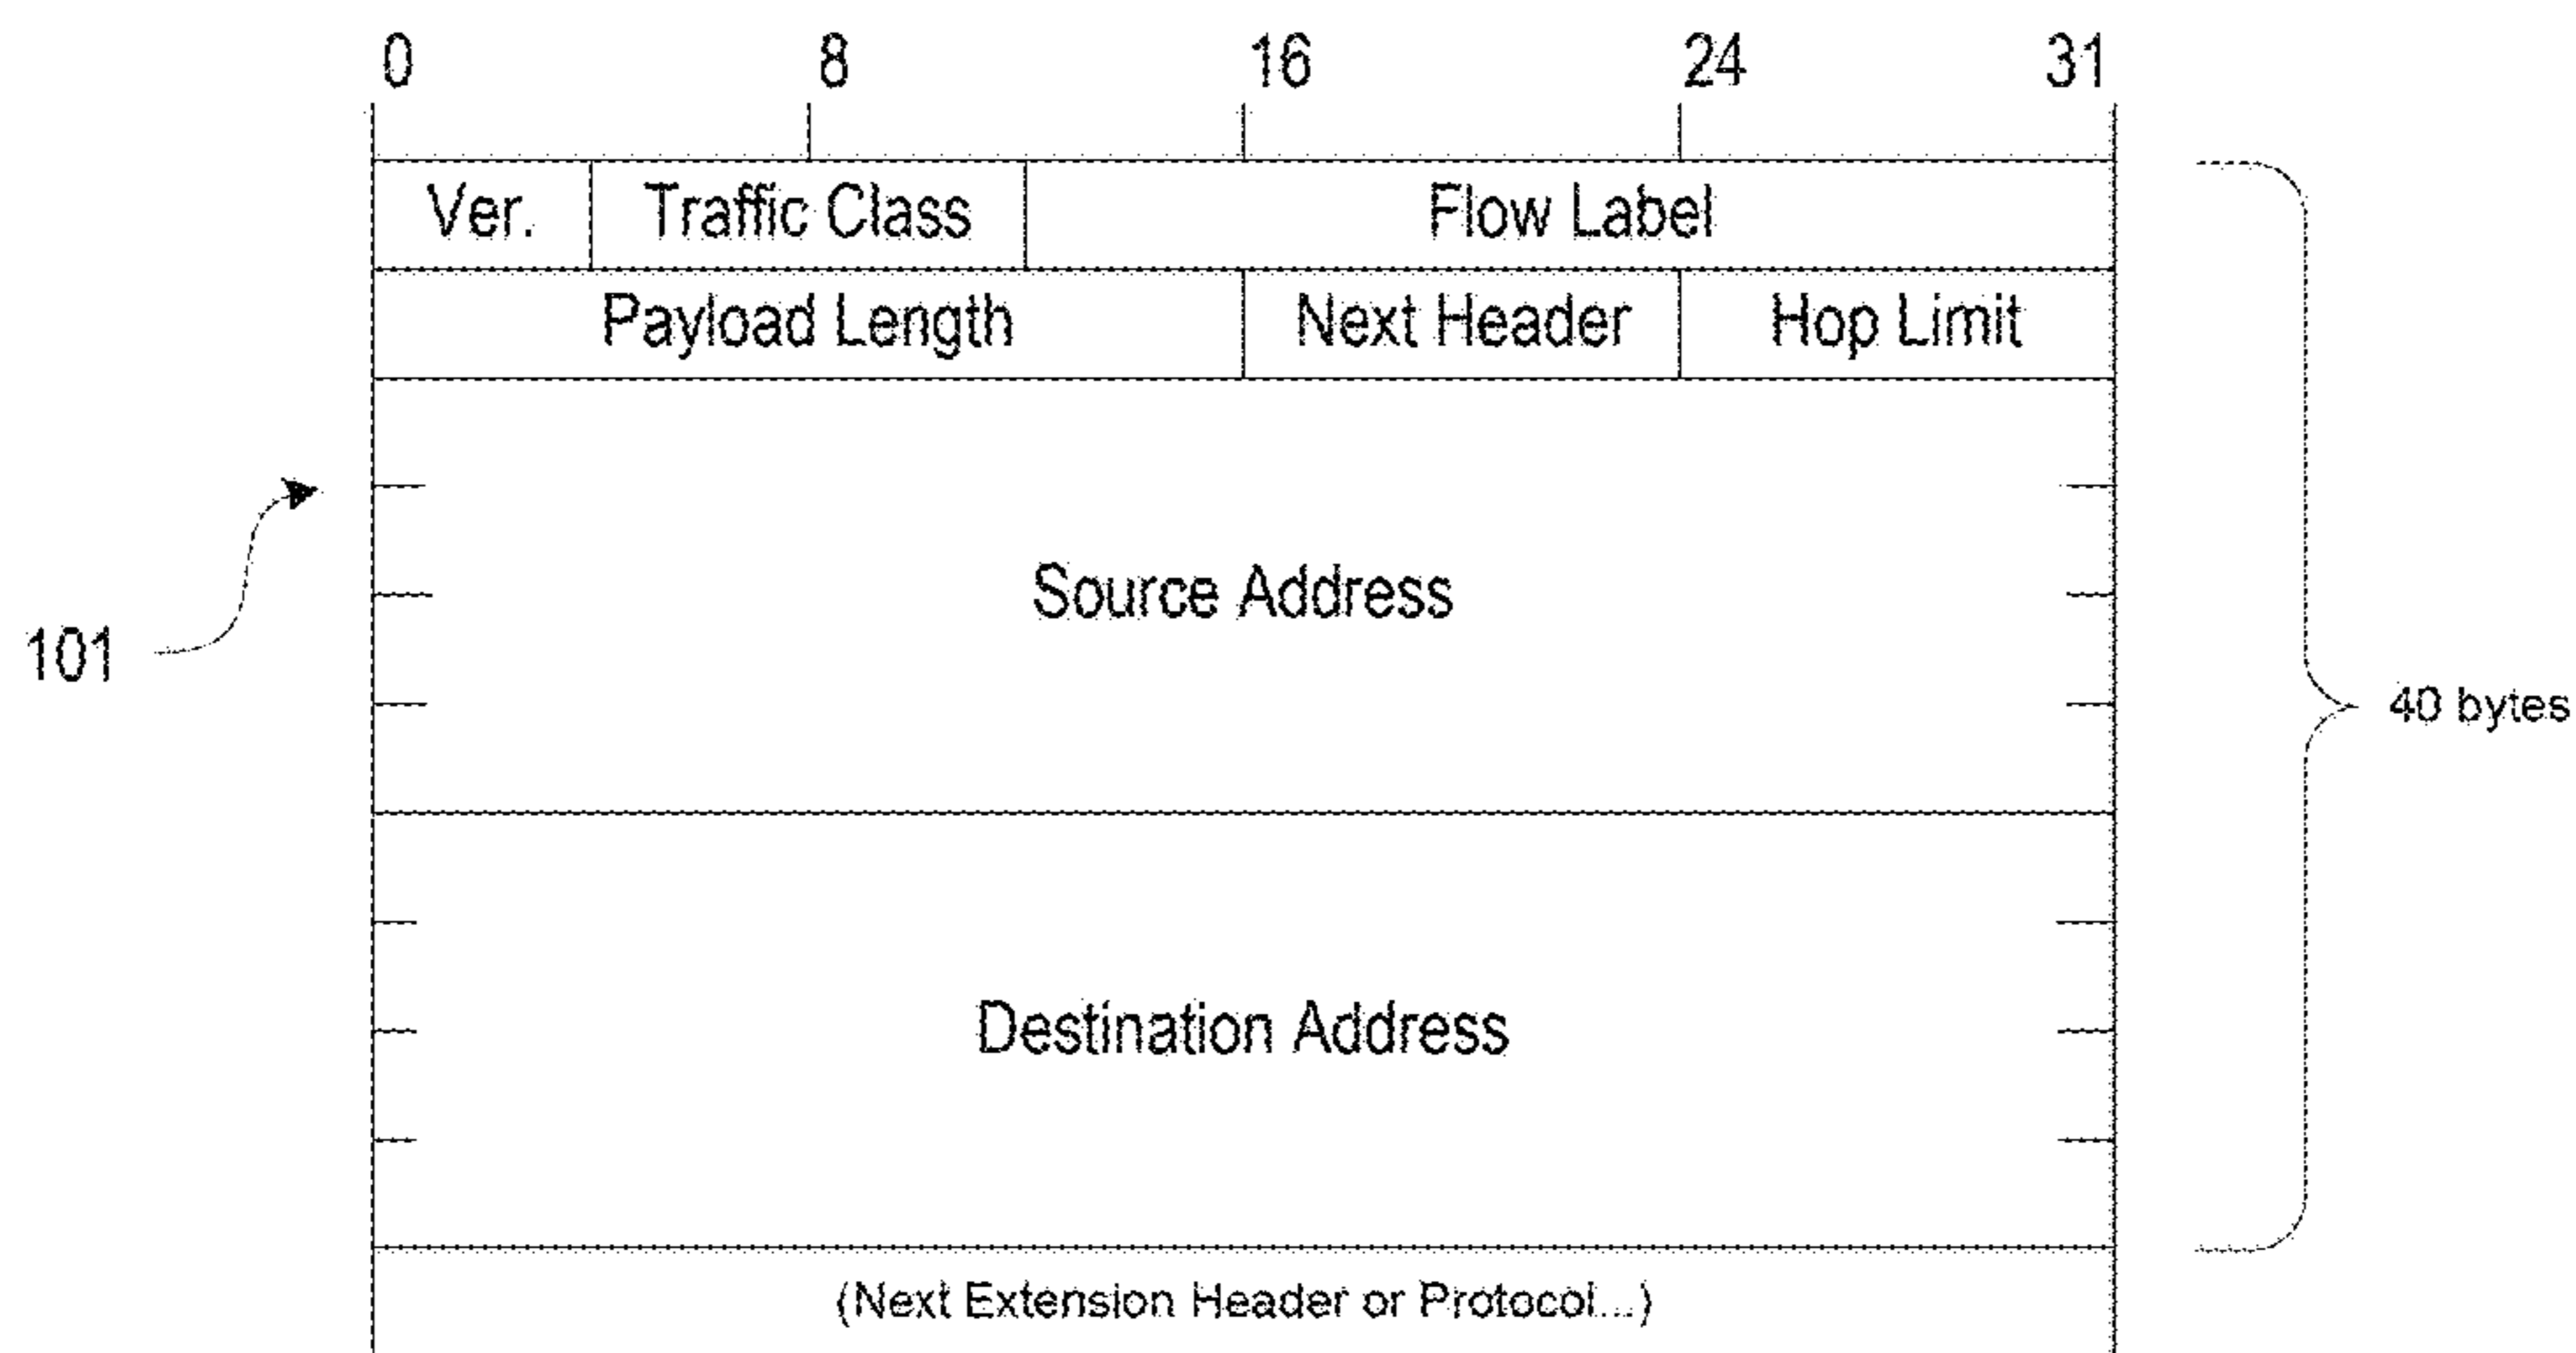 0 8 16 24 31
Ver. Traffic Class Flow Label
Payload Length Next Header Hop Limit
Source Address
101
40 bytes
Destination Address
(Next Extension Header or Protocol...)